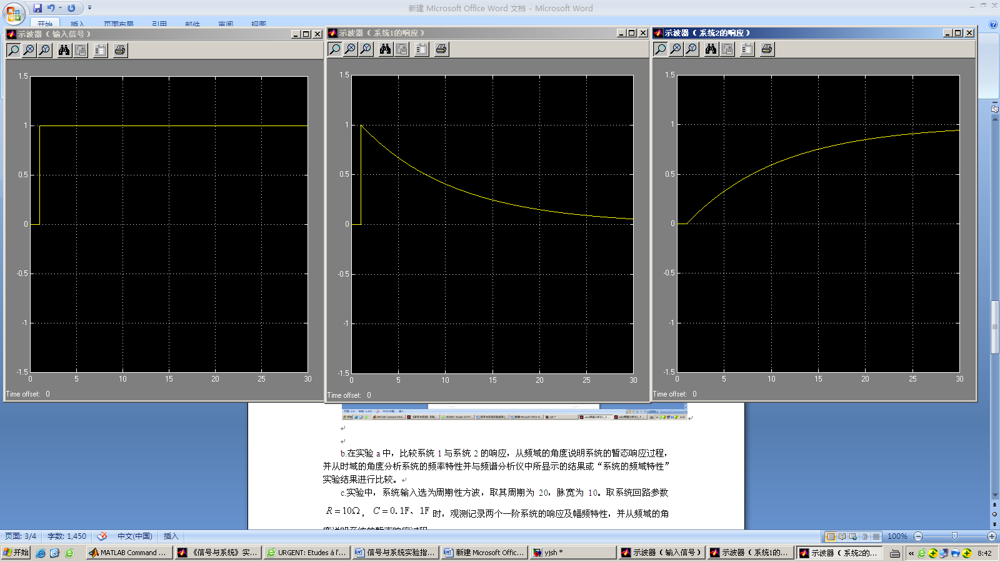 新建 Microsoft Office Word 文档 - Microsoft Word
开始 插入 页面布局 引用 邮件 审阅 视图
示波器（输入信号）
1.5
1
0.5
0
-0.5
-1
-1.5
0 5 10 15 20 25 30
Time offset: 0
示波器（系统1的响应）
1.5
1
0.5
0
-0.5
-1
-1.5
0 5 10 15 20 25 30
Time offset: 0
示波器（系统2的响应）
1.5
1
0.5
0
-0.5
-1
-1.5
0 5 10 15 20 25 30
Time offset: 0
b.在实验 a 中，比较系统 1 与系统 2 的响应，从频域的角度说明系统的暂态响应过程，
并从时域的角度分析系统的频率特性并与频谱分析仪中所显示的结果或“系统的频域特性”
实验结果进行比较。
c.实验中，系统输入选为周期性方波，取其周期为 20，脉宽为 10。取系统回路参数
R=10Ω， C=0.1F、1F 时，观测记录两个一阶系统的响应及幅频特性，并从频域的角
度说明系统的暂态响应过程
页面: 3/4 字数: 1,450 中文(中国) 插入 100%
开始 MATLAB Command ... 《信号与系统》实... URGENT: Etudes à l'... 信号与系统实验指... 新建 Microsoft Offic... yjsh * 示波器（输入信号） 示波器（系统1的... 示波器（系统2的... « 8:42